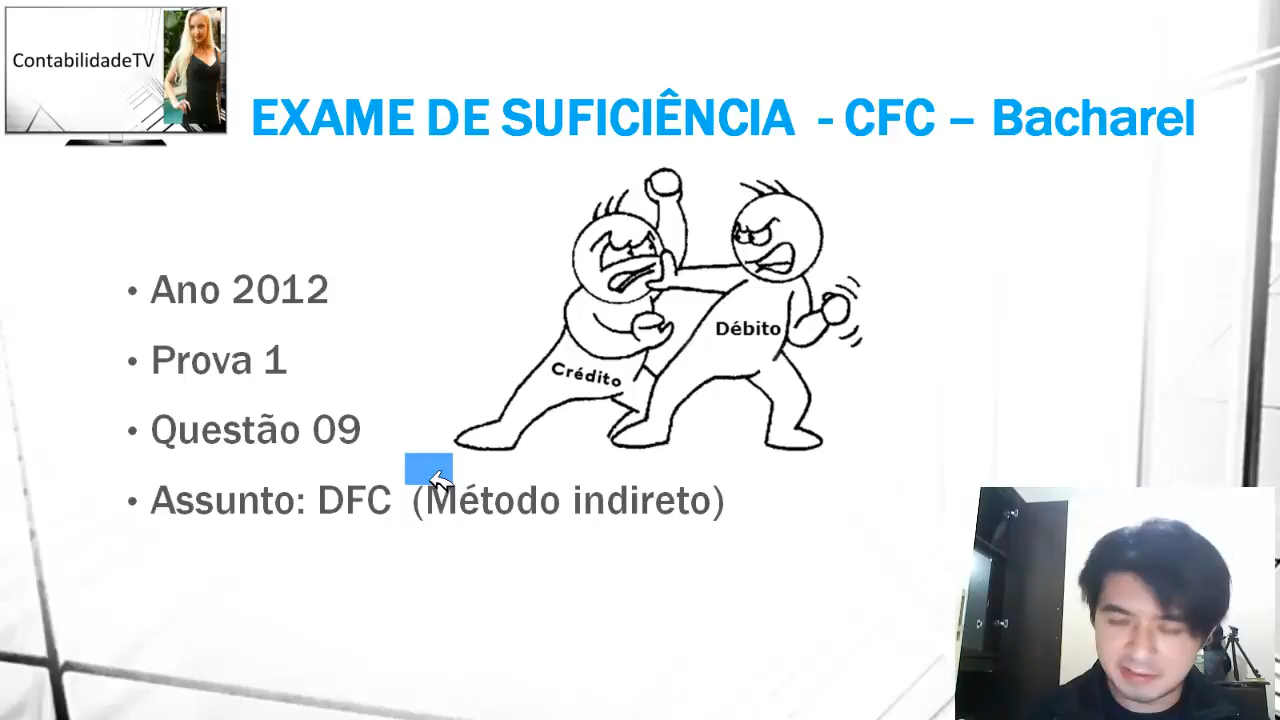 ContabilidadeTV
EXAME DE SUFICIÊNCIA - CFC – Bacharel
• Ano 2012
• Prova 1
• Questão 09
• Assunto: DFC (Método indireto)
Crédito
Débito